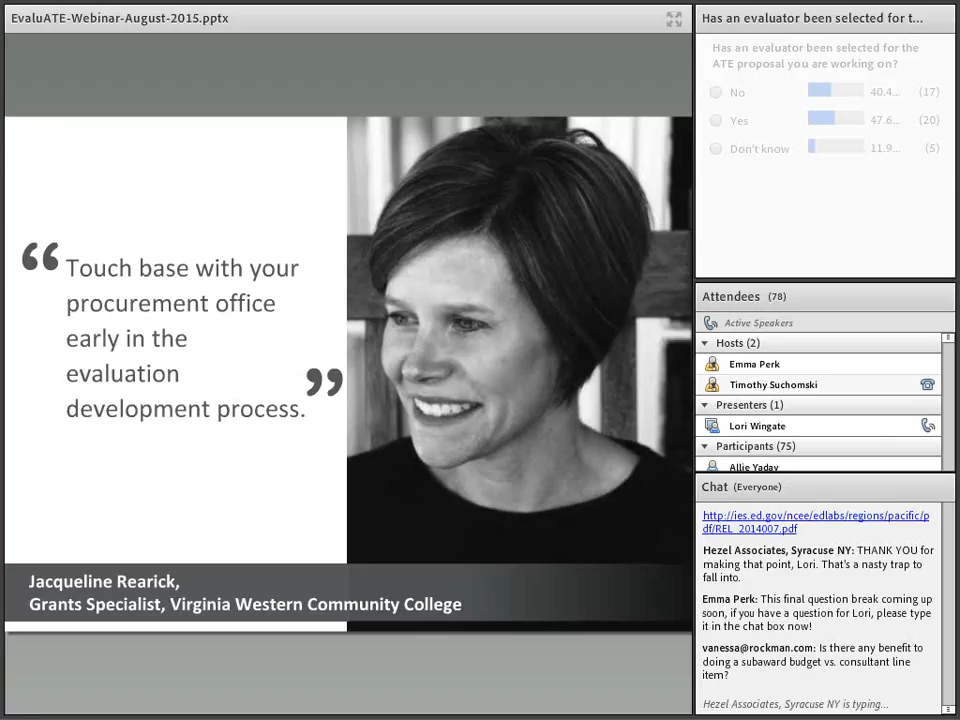 EvaluATE-Webinar-August-2015.pptx
“Touch base with your
procurement office
early in the
evaluation
development process.”
Jacqueline Rearick,
Grants Specialist, Virginia Western Community College
Has an evaluator been selected for t...
Has an evaluator been selected for the
ATE proposal you are working on?
No 40.4... (17)
Yes 47.6... (20)
Don't know 11.9... (5)
Attendees (78)
Active Speakers
Hosts (2)
Emma Perk
Timothy Suchomski
Presenters (1)
Lori Wingate
Participants (75)
Allie Yaday
Chat (Everyone)
http://ies.ed.gov/ncee/edlabs/regions/pacific/p
df/REL_2014007.pdf
Hezel Associates, Syracuse NY: THANK YOU for
making that point, Lori. That's a nasty trap to
fall into.
Emma Perk: This final question break coming up
soon, if you have a question for Lori, please type
it in the chat box now!
vanessa@rockman.com: Is there any benefit to
doing a subaward budget vs. consultant line
item?
Hezel Associates, Syracuse NY is typing...